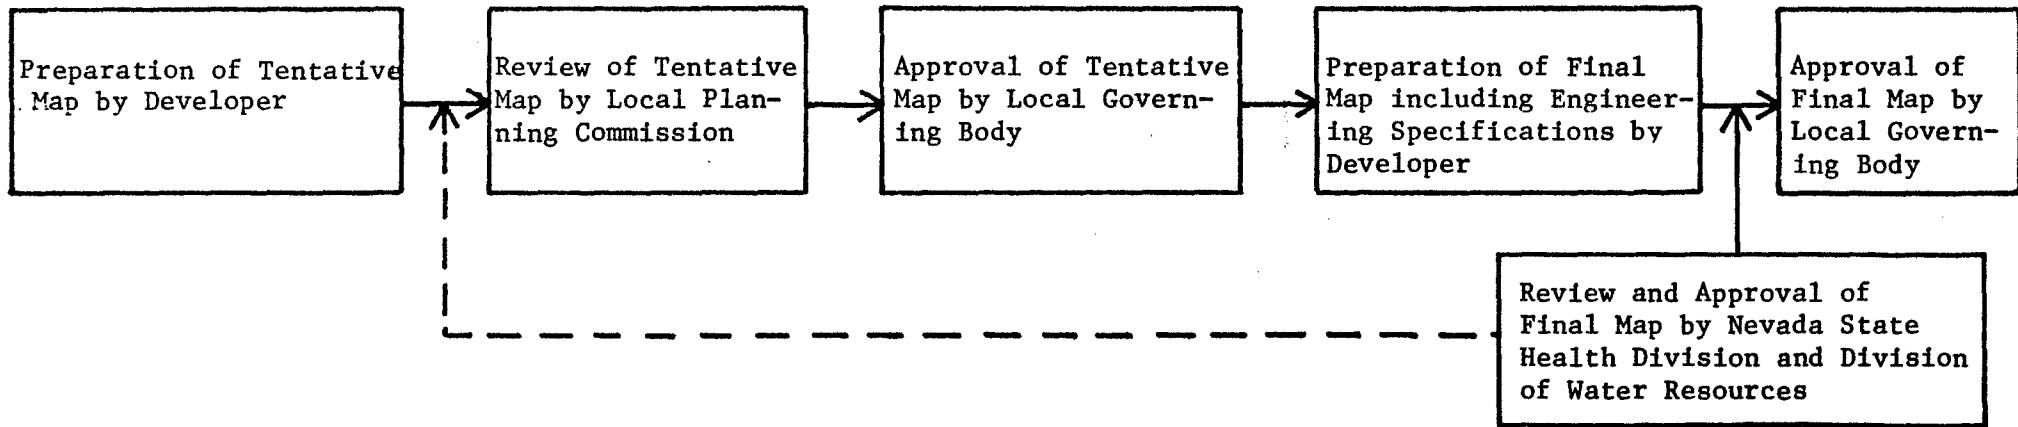 Preparation of Tentative
Map by Developer
Review of Tentative
Map by Local Plan-
ning Commission
Approval of Tentative
Map by Local Govern-
ing Body
Preparation of Final
Map including Engineer-
ing Specifications by
Developer
Approval of
Final Map by
Local Govern-
ing Body
Review and Approval of
Final Map by Nevada State
Health Division and Division
of Water Resources